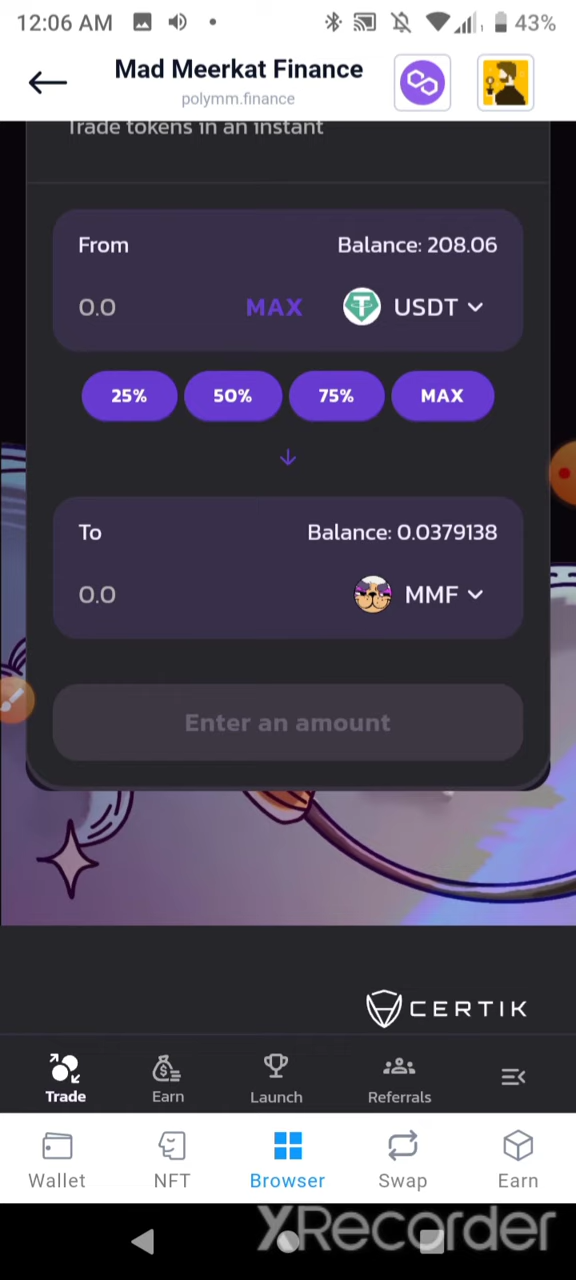 12:06 AM
43%
Mad Meerkat Finance
polymm.finance
Trade tokens in an instant
From
Balance: 208.06
0.0
MAX
USDT
25%
50%
75%
MAX
To
Balance: 0.0379138
0.0
MMF
Enter an amount
CERTIK
Trade
Earn
Launch
Referrals
Wallet
NFT
Browser
Swap
Earn
XRecorder